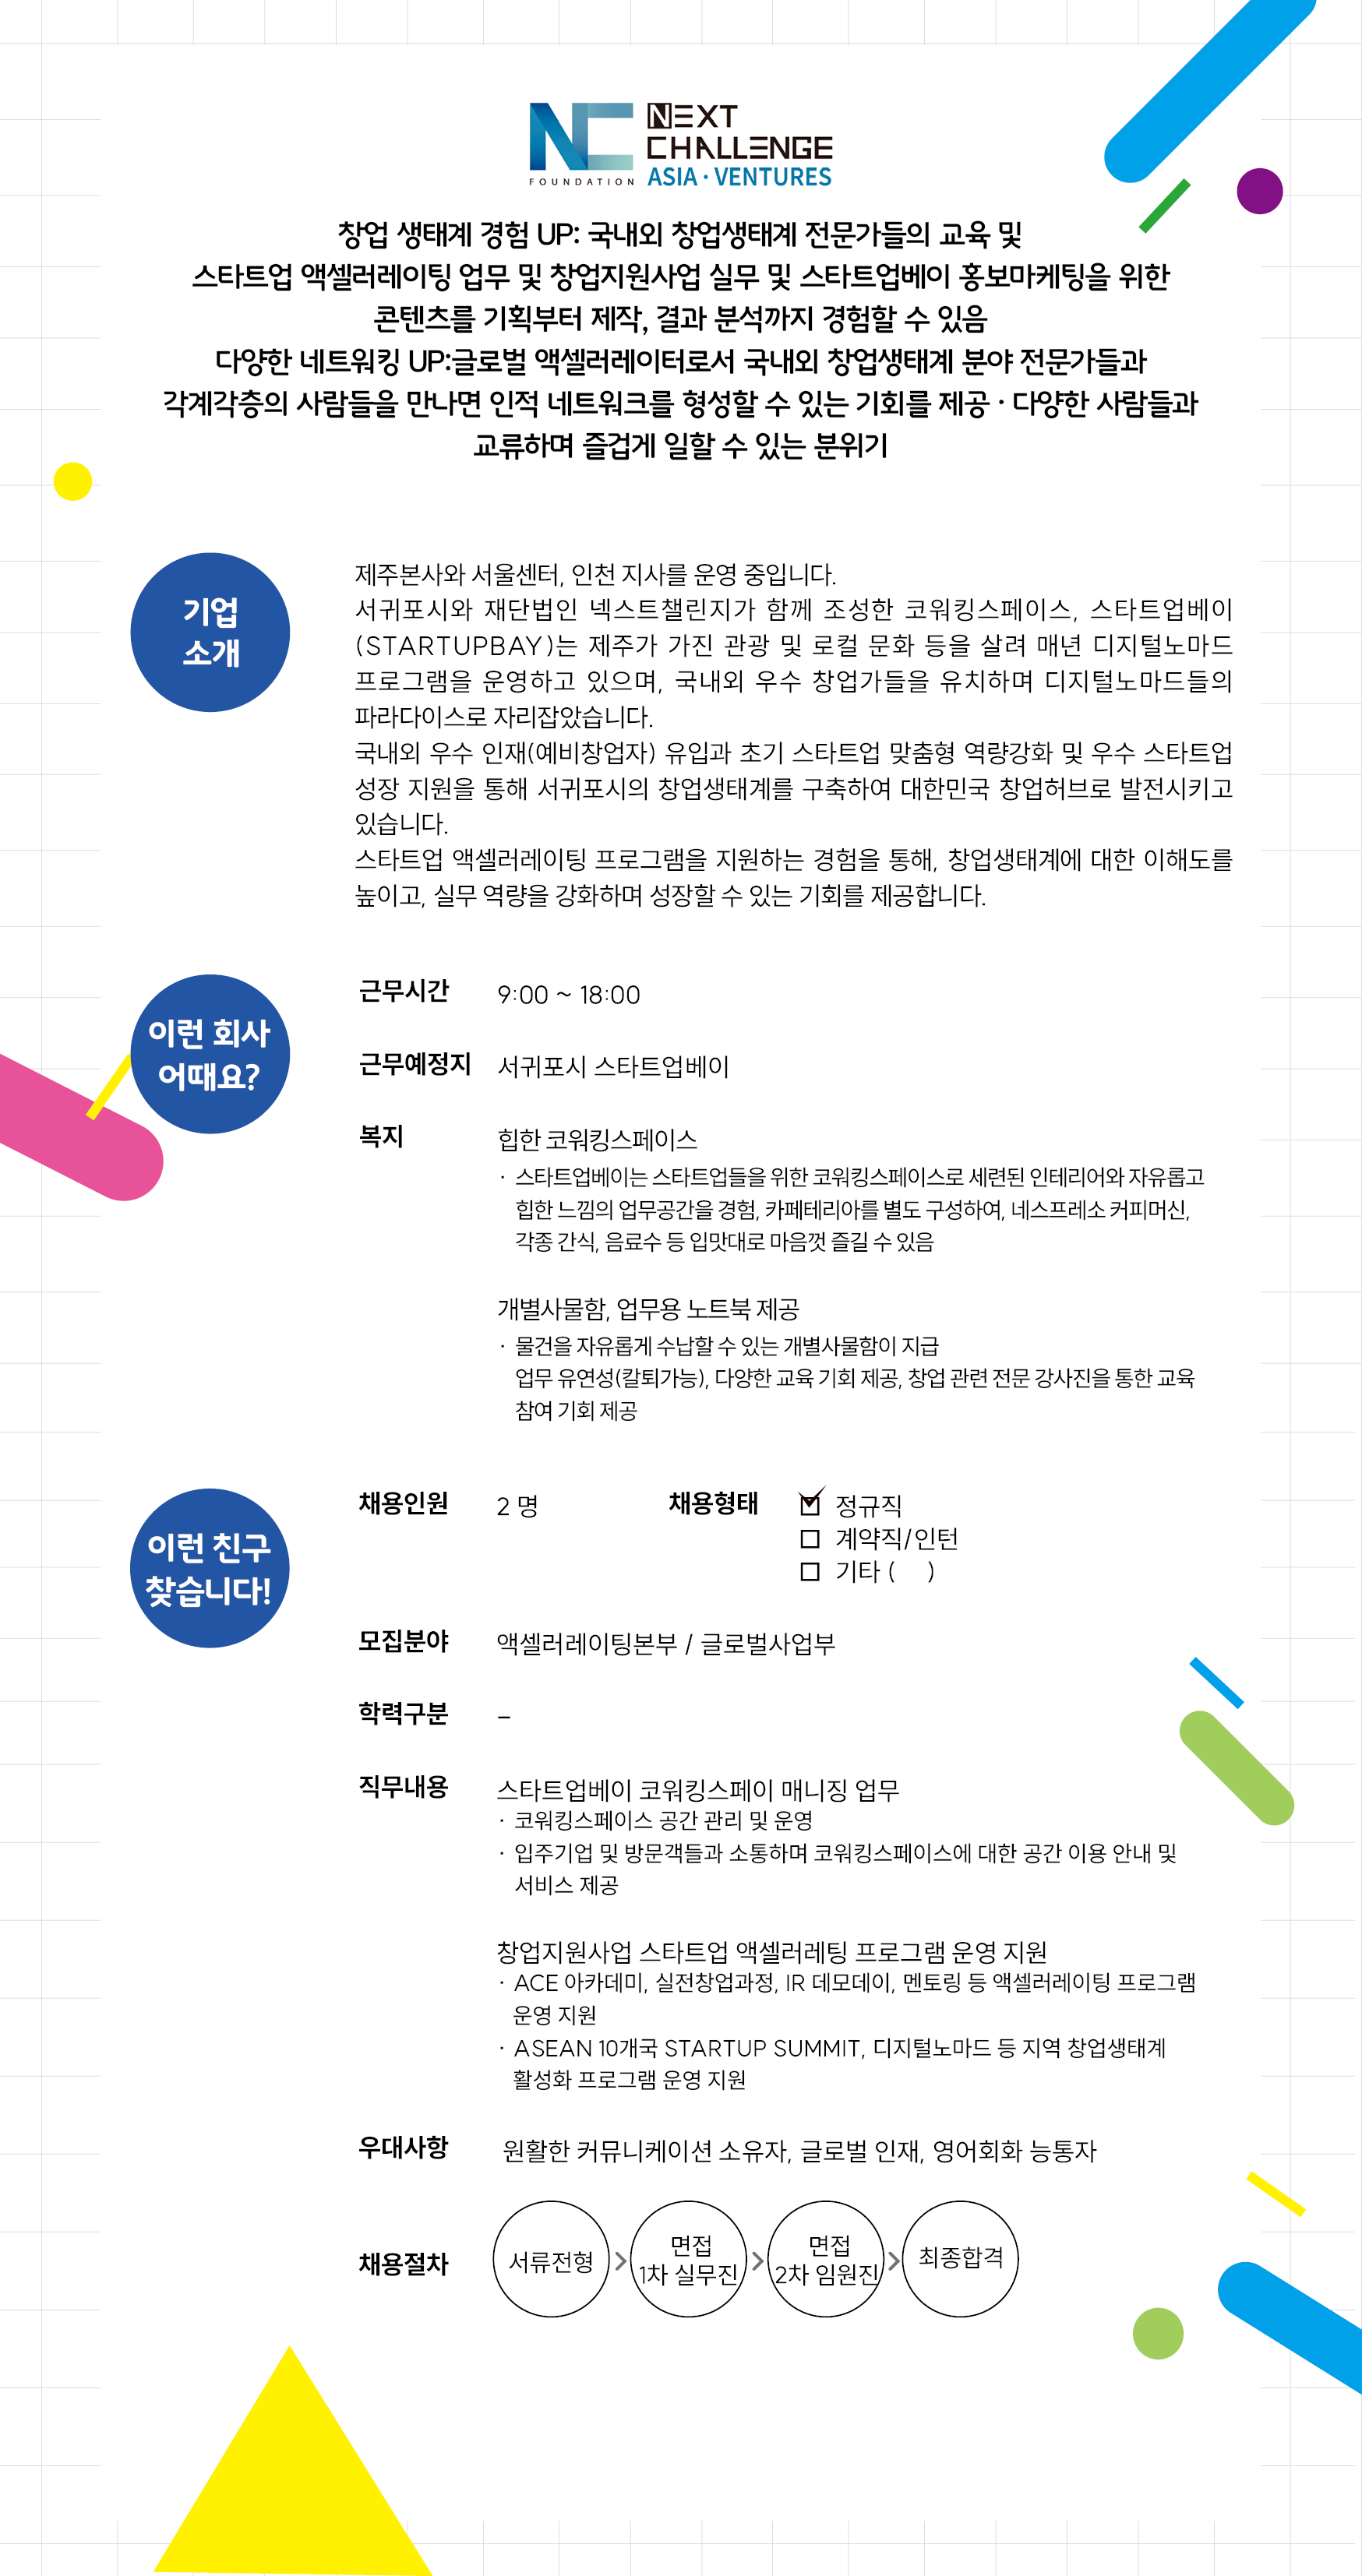 NC FOUNDATION
NEXT
CHALLENGE
ASIA · VENTURES
창업 생태계 경험 UP: 국내외 창업생태계 전문가들의 교육 및
스타트업 액셀러레이팅 업무 및 창업지원사업 실무 및 스타트업베이 홍보마케팅을 위한
콘텐츠를 기획부터 제작, 결과 분석까지 경험할 수 있음
다양한 네트워킹 UP:글로벌 액셀러레이터로서 국내외 창업생태계 분야 전문가들과
각계각층의 사람들을 만나면 인적 네트워크를 형성할 수 있는 기회를 제공 · 다양한 사람들과
교류하며 즐겁게 일할 수 있는 분위기
기업
소개
제주본사와 서울센터, 인천 지사를 운영 중입니다.
서귀포시와 재단법인 넥스트챌린지가 함께 조성한 코워킹스페이스, 스타트업베이
(STARTUPBAY)는 제주가 가진 관광 및 로컬 문화 등을 살려 매년 디지털노마드
프로그램을 운영하고 있으며, 국내외 우수 창업가들을 유치하며 디지털노마드들의
파라다이스로 자리잡았습니다.
국내외 우수 인재(예비창업자) 유입과 초기 스타트업 맞춤형 역량강화 및 우수 스타트업
성장 지원을 통해 서귀포시의 창업생태계를 구축하여 대한민국 창업허브로 발전시키고
있습니다.
스타트업 액셀러레이팅 프로그램을 지원하는 경험을 통해, 창업생태계에 대한 이해도를
높이고, 실무 역량을 강화하며 성장할 수 있는 기회를 제공합니다.
이런 회사
어때요?
근무시간 9:00 ~ 18:00
근무예정지 서귀포시 스타트업베이
복지 힙한 코워킹스페이스
· 스타트업베이는 스타트업들을 위한 코워킹스페이스로 세련된 인테리어와 자유롭고
힙한 느낌의 업무공간을 경험, 카페테리아를 별도 구성하여, 네스프레소 커피머신,
각종 간식, 음료수 등 입맛대로 마음껏 즐길 수 있음
개별사물함, 업무용 노트북 제공
· 물건을 자유롭게 수납할 수 있는 개별사물함이 지급
업무 유연성(칼퇴가능), 다양한 교육 기회 제공, 창업 관련 전문 강사진을 통한 교육
참여 기회 제공
이런 친구
찾습니다!
채용인원 2 명 채용형태 정규직
계약직/인턴
기타 ( )
모집분야 액셀러레이팅본부 / 글로벌사업부
학력구분 –
직무내용 스타트업베이 코워킹스페이 매니징 업무
· 코워킹스페이스 공간 관리 및 운영
· 입주기업 및 방문객들과 소통하며 코워킹스페이스에 대한 공간 이용 안내 및
서비스 제공
창업지원사업 스타트업 액셀러레팅 프로그램 운영 지원
· ACE 아카데미, 실전창업과정, IR 데모데이, 멘토링 등 액셀러레이팅 프로그램
운영 지원
· ASEAN 10개국 STARTUP SUMMIT, 디지털노마드 등 지역 창업생태계
활성화 프로그램 운영 지원
우대사항 원활한 커뮤니케이션 소유자, 글로벌 인재, 영어회화 능통자
채용절차 서류전형 > 면접 1차 실무진 > 면접 2차 임원진 > 최종합격